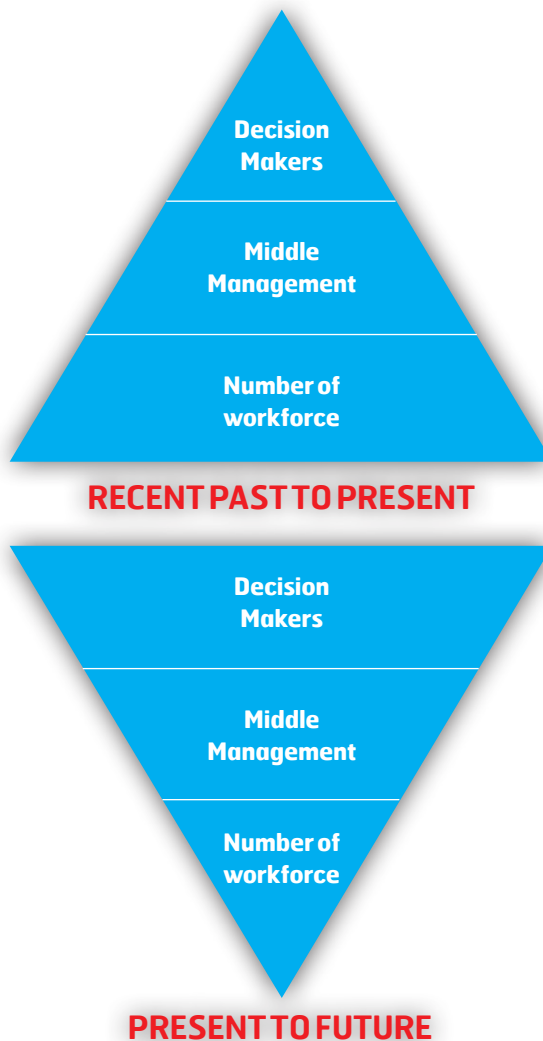 Decision
Makers
Middle
Management
Number of
workforce
RECENT PAST TO PRESENT
Decision
Makers
Middle
Management
Number of
workforce
PRESENT TO FUTURE